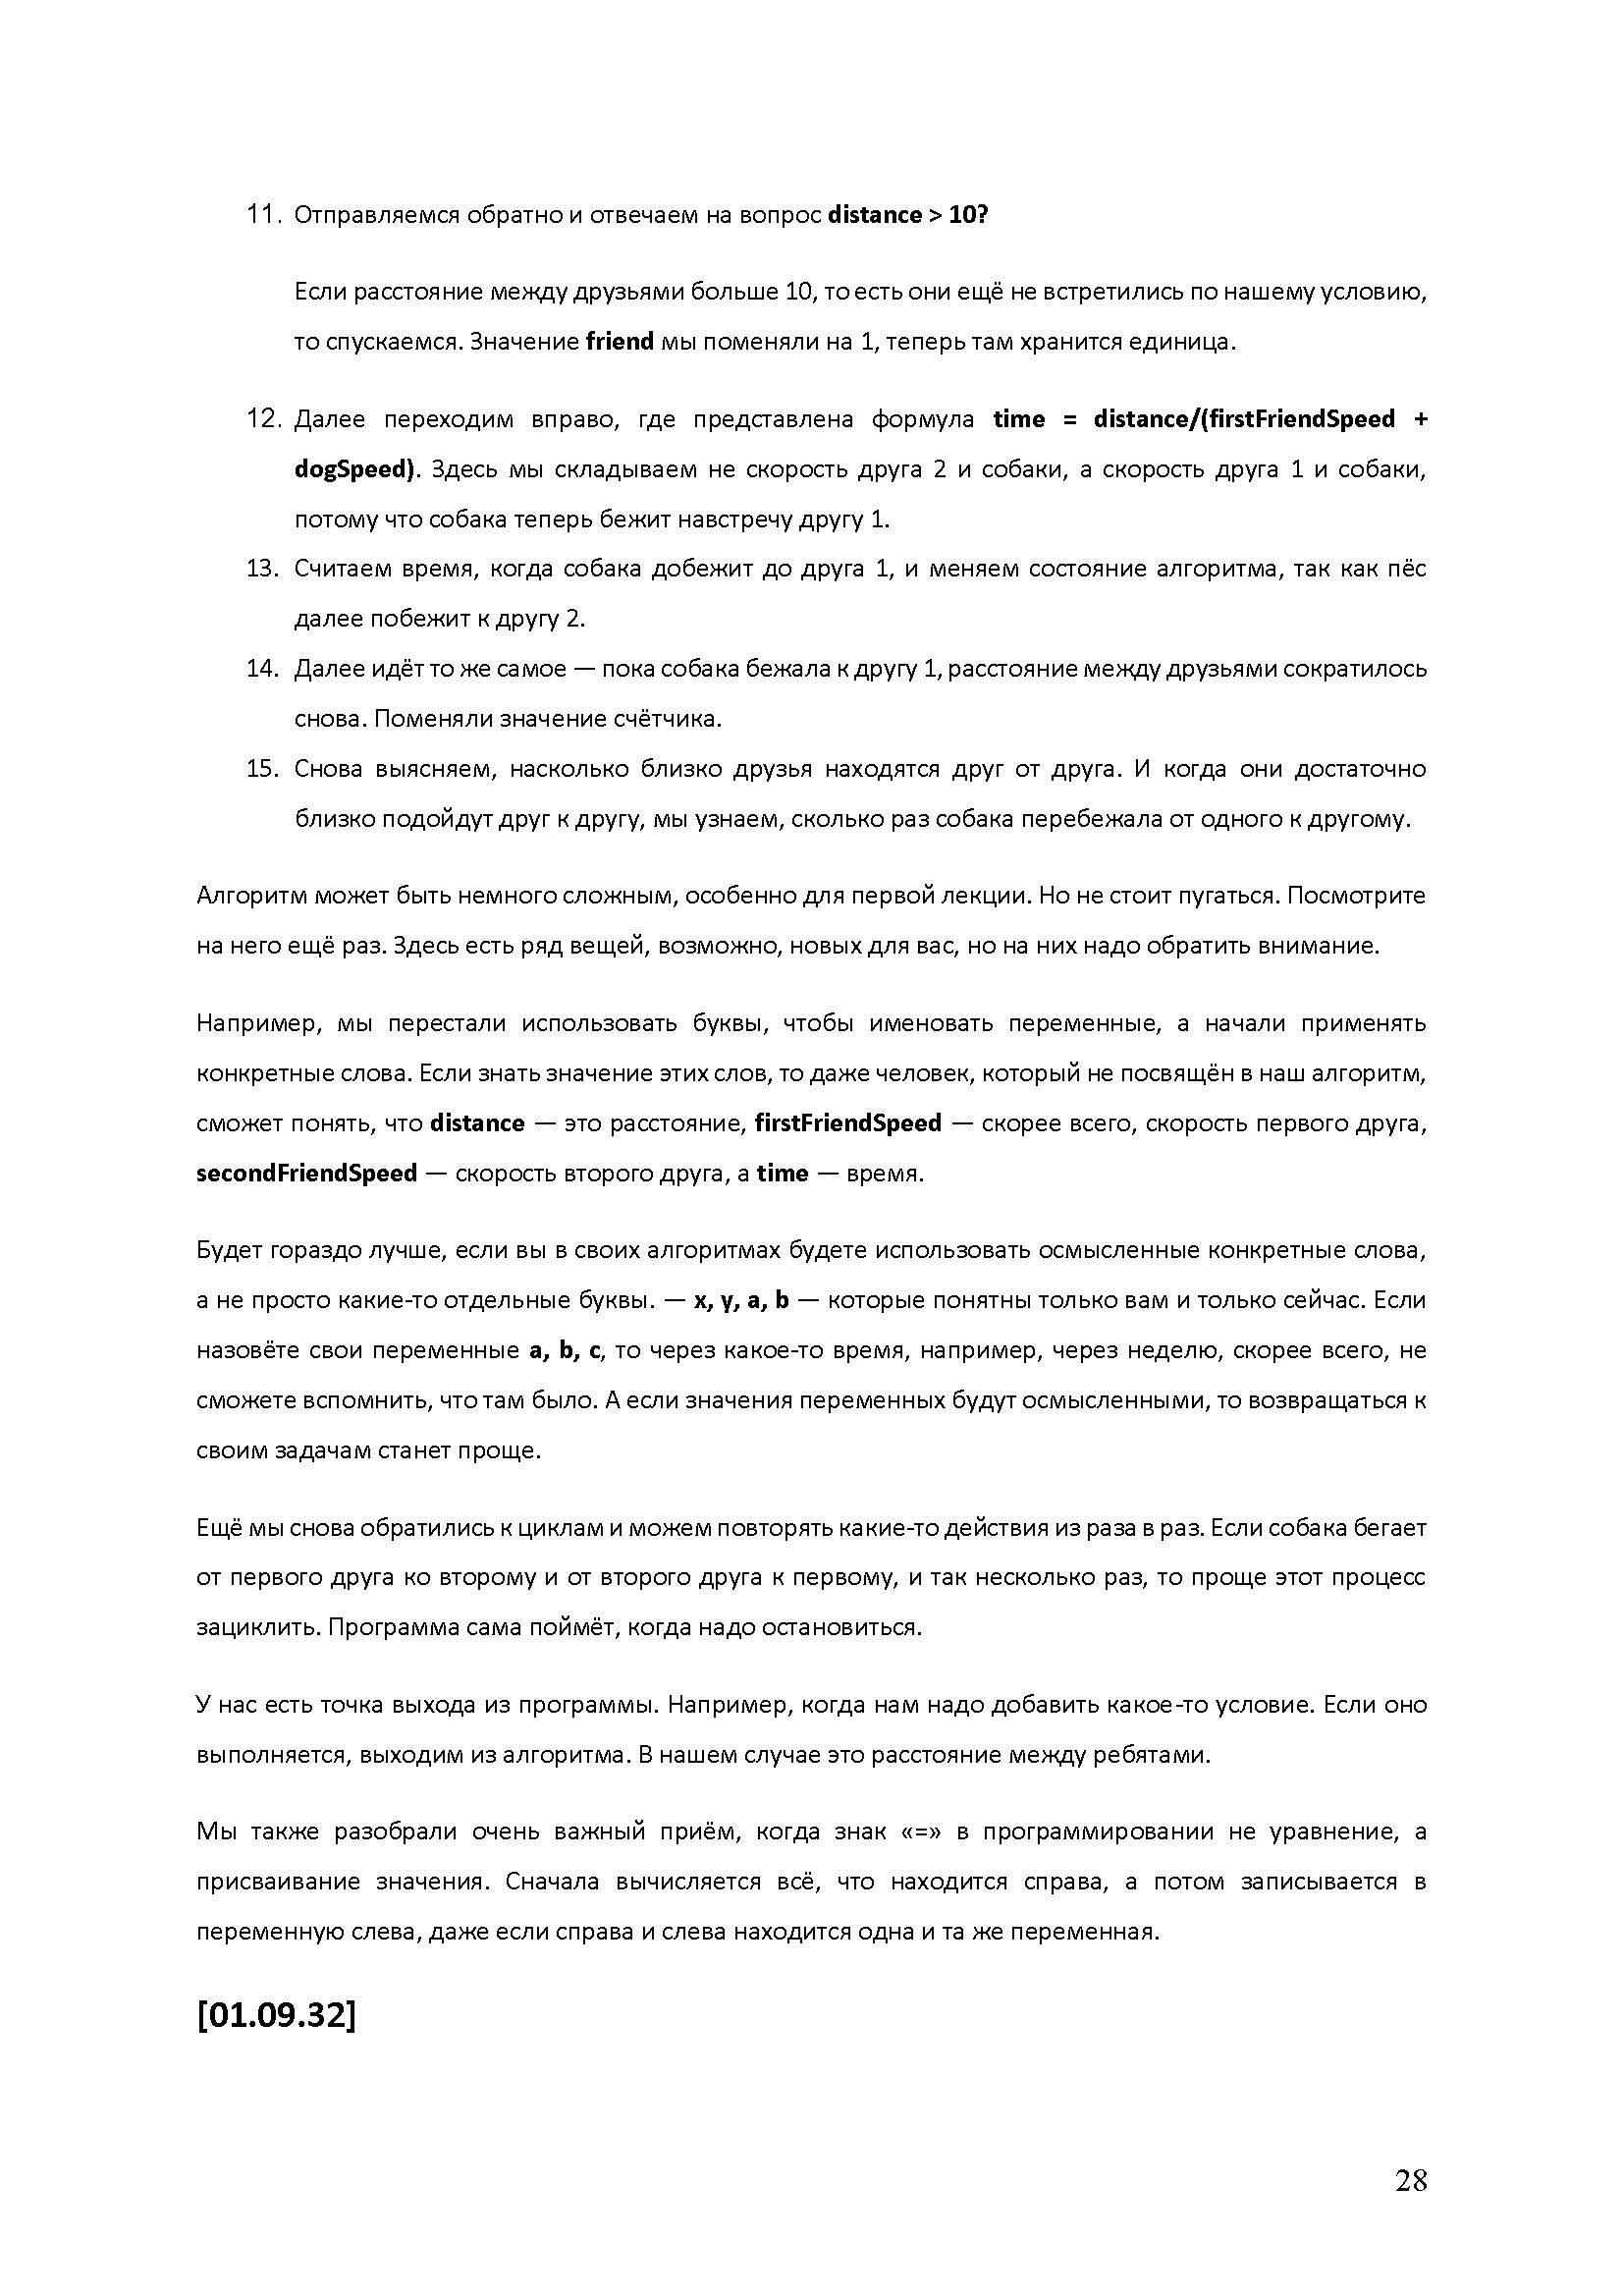 11. Отправляемся обратно и отвечаем на вопрос distance > 10?
Если расстояние между друзьями больше 10, то есть они ещё не встретились по нашему условию,
то спускаемся. Значение friend мы поменяли на 1, теперь там хранится единица.
12. Далее переходим вправо, где представлена формула time = distance/(firstFriendSpeed +
dogSpeed). Здесь мы складываем не скорость друга 2 и собаки, а скорость друга 1 и собаки,
потому что собака теперь бежит навстречу другу 1.
13. Считаем время, когда собака добежит до друга 1, и меняем состояние алгоритма, так как пёс
далее побежит к другу 2.
14. Далее идёт то же самое — пока собака бежала к другу 1, расстояние между друзьями сократилось
снова. Поменяли значение счётчика.
15. Снова выясняем, насколько близко друзья находятся друг от друга. И когда они достаточно
близко подойдут друг к другу, мы узнаем, сколько раз собака перебежала от одного к другому.
Алгоритм может быть немного сложным, особенно для первой лекции. Но не стоит пугаться. Посмотрите
на него ещё раз. Здесь есть ряд вещей, возможно, новых для вас, но на них надо обратить внимание.
Например, мы перестали использовать буквы, чтобы именовать переменные, а начали применять
конкретные слова. Если знать значение этих слов, то даже человек, который не посвящён в наш алгоритм,
сможет понять, что distance — это расстояние, firstFriendSpeed — скорее всего, скорость первого друга,
secondFriendSpeed — скорость второго друга, а time — время.
Будет гораздо лучше, если вы в своих алгоритмах будете использовать осмысленные конкретные слова,
а не просто какие-то отдельные буквы. — x, y, a, b — которые понятны только вам и только сейчас. Если
назовёте свои переменные a, b, c, то через какое-то время, например, через неделю, скорее всего, не
сможете вспомнить, что там было. А если значения переменных будут осмысленными, то возвращаться к
своим задачам станет проще.
Ещё мы снова обратились к циклам и можем повторять какие-то действия из раза в раз. Если собака бегает
от первого друга ко второму и от второго друга к первому, и так несколько раз, то проще этот процесс
зациклить. Программа сама поймёт, когда надо остановиться.
У нас есть точка выхода из программы. Например, когда нам надо добавить какое-то условие. Если оно
выполняется, выходим из алгоритма. В нашем случае это расстояние между ребятами.
Мы также разобрали очень важный приём, когда знак «=» в программировании не уравнение, а
присваивание значения. Сначала вычисляется всё, что находится справа, а потом записывается в
переменную слева, даже если справа и слева находится одна и та же переменная.
[01.09.32]
28